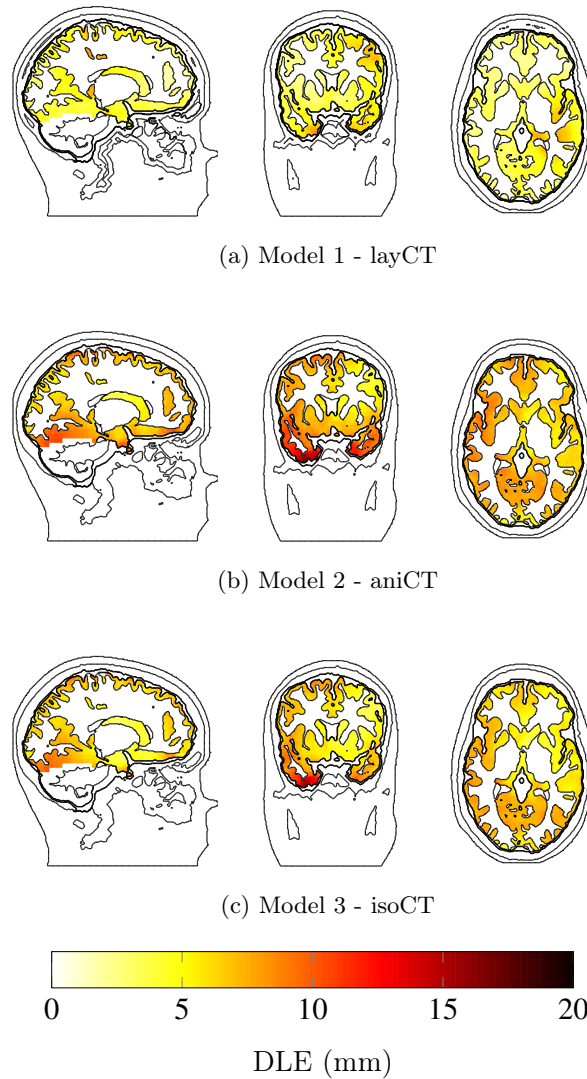 (a) Model 1 - layCT
(b) Model 2 - aniCT
(c) Model 3 - isoCT
0 5 10 15 20
DLE (mm)